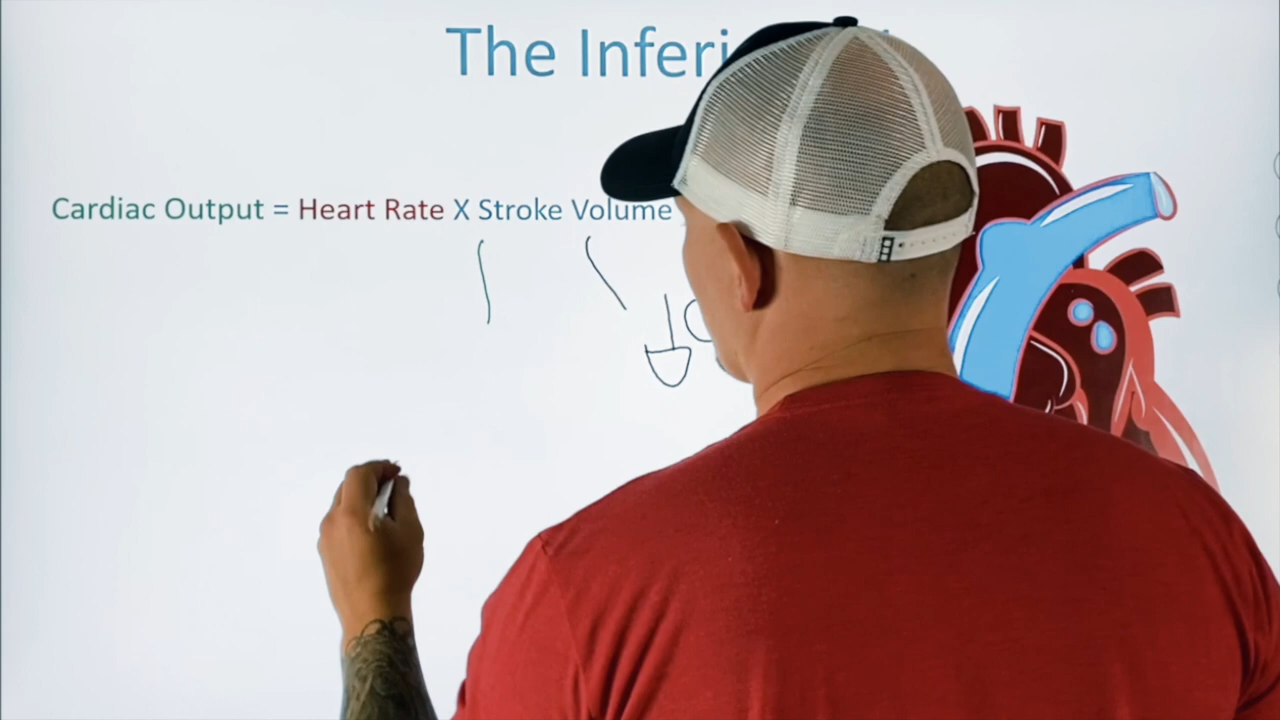 The Inferi
Cardiac Output = Heart Rate X Stroke Volume